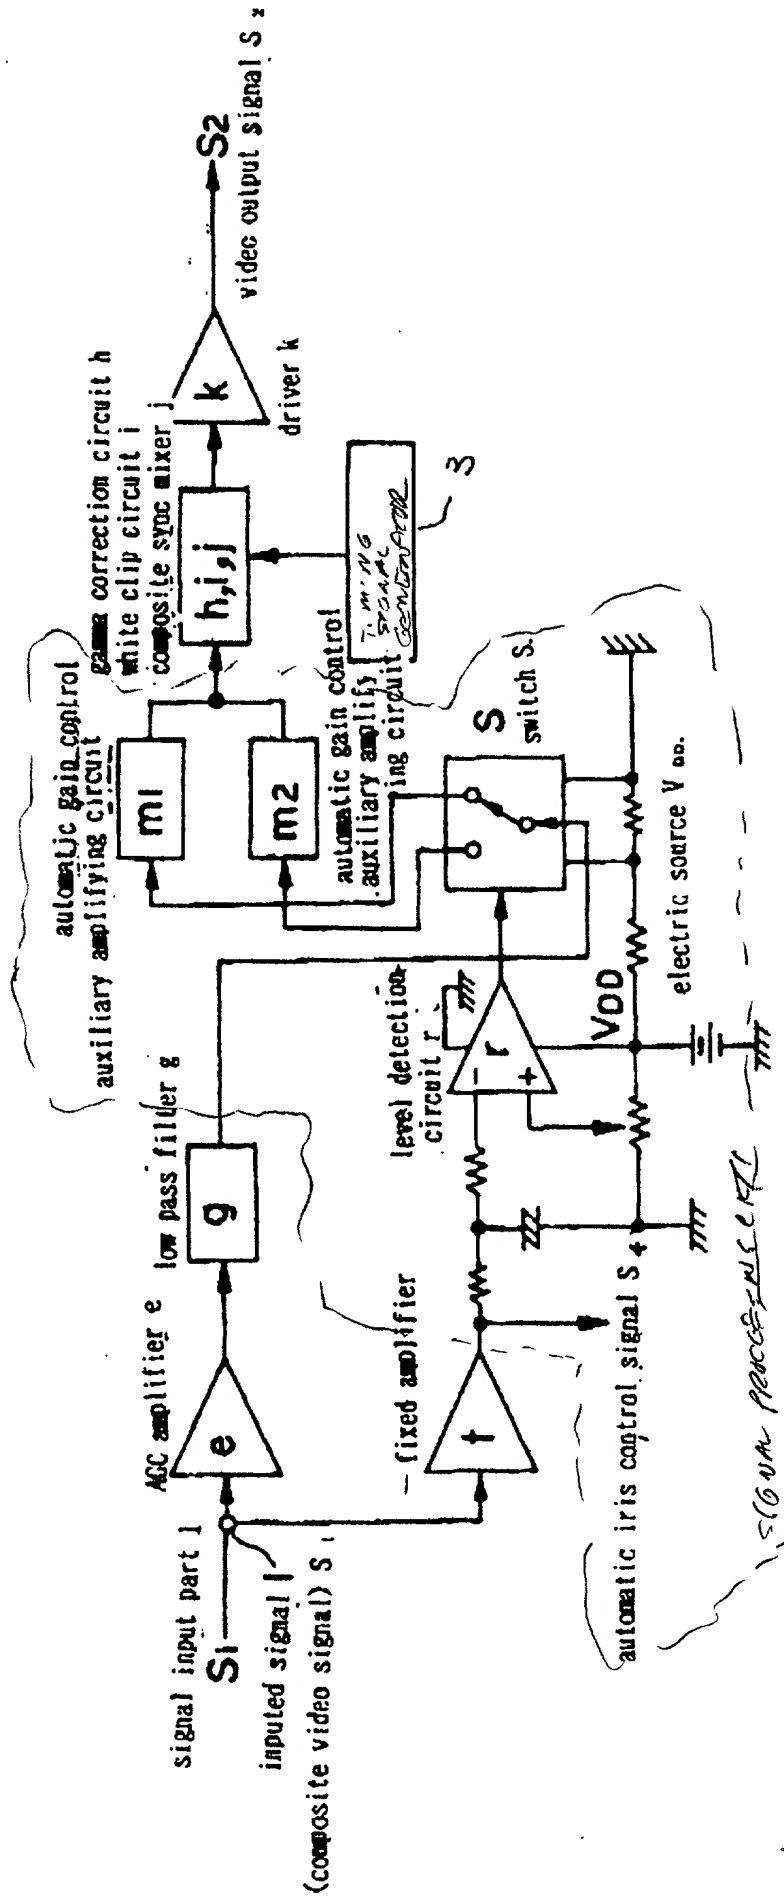 signal input part 1
S1
inputed signal
(composite video signal) S1
AGC amplifier e
e
low pass filter g
g
automatic gain control
auxiliary amplifying circuit
m1
m2
automatic gain control
auxiliary amplify
ing circuit
gamma correction circuit h
white clip circuit i
composite sync mixer j
h,i,j
TIMING
SIGNAL
GENERATOR
3
k
driver k
S2
video output signal S2
fixed amplifier
f
level detection
circuit r
r
-
+
S
switch S.
VDD
electric source VDD.
automatic iris control signal S4
SIGNAL PROCESSING CKT